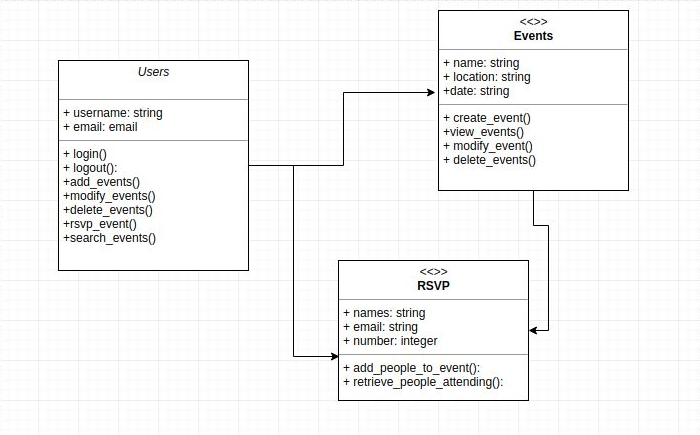 Users
+ username: string
+ email: email
+ login()
+ logout():
+add_events()
+modify_events()
+delete_events()
+rsvp_event()
+search_events()
<<>>
Events
+ name: string
+ location: string
+date: string
+ create_event()
+view_events()
+ modify_event()
+ delete_events()
<<>>
RSVP
+ names: string
+ email: string
+ number: integer
+ add_people_to_event():
+ retrieve_people_attending():